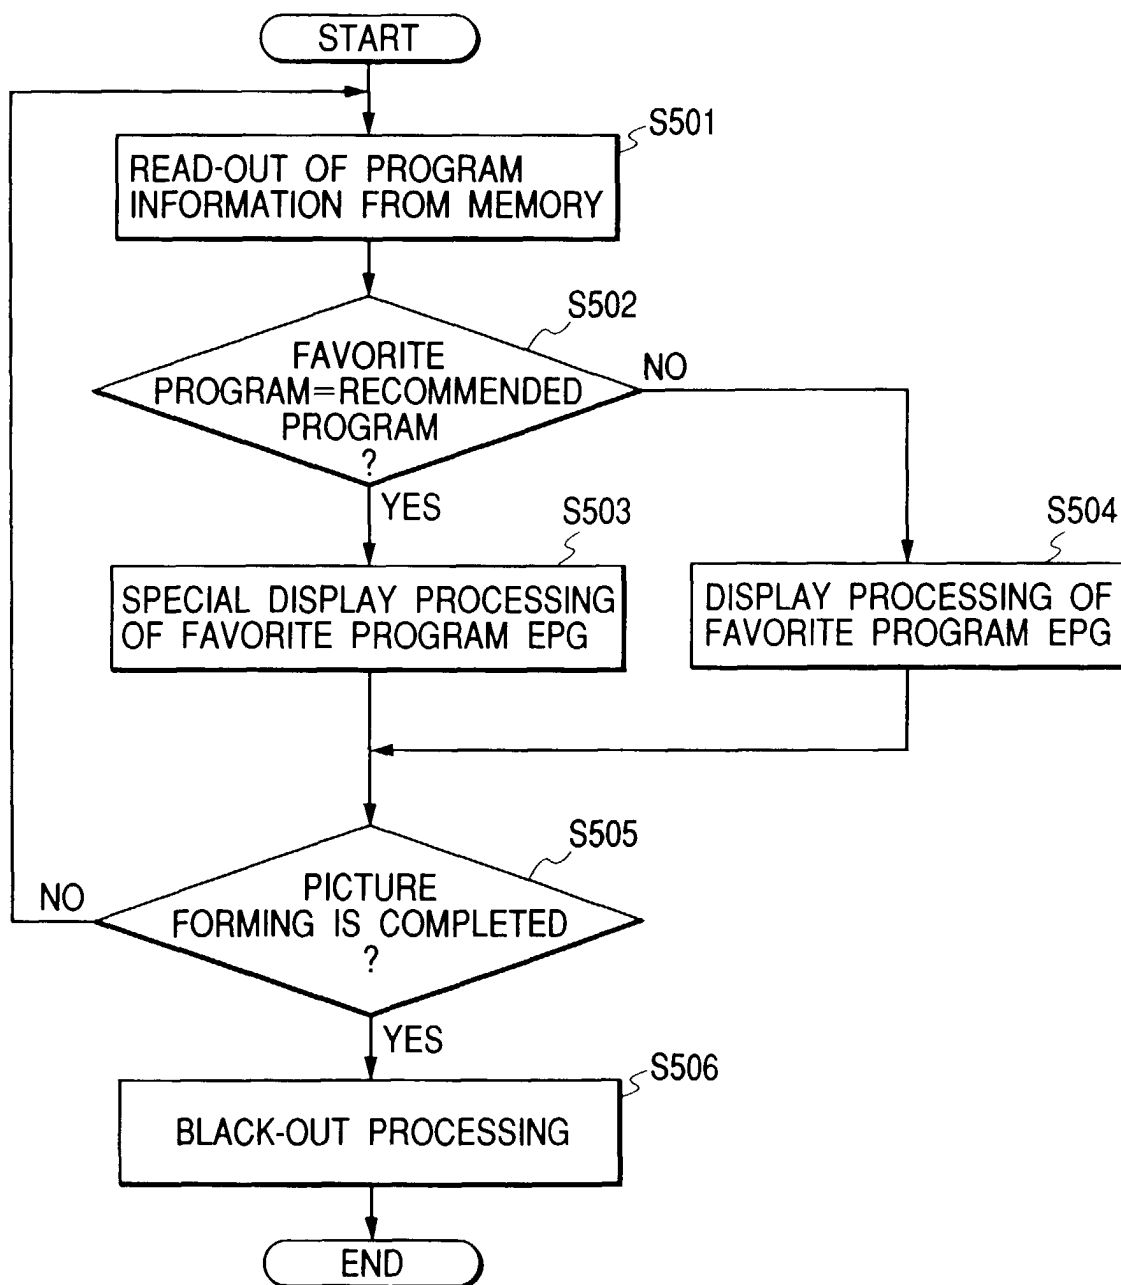 START
S501
READ-OUT OF PROGRAM
INFORMATION FROM MEMORY
S502
FAVORITE
PROGRAM=RECOMMENDED
PROGRAM
?
NO
YES
S503
SPECIAL DISPLAY PROCESSING
OF FAVORITE PROGRAM EPG
S504
DISPLAY PROCESSING OF
FAVORITE PROGRAM EPG
S505
PICTURE
FORMING IS COMPLETED
?
NO
YES
S506
BLACK-OUT PROCESSING
END